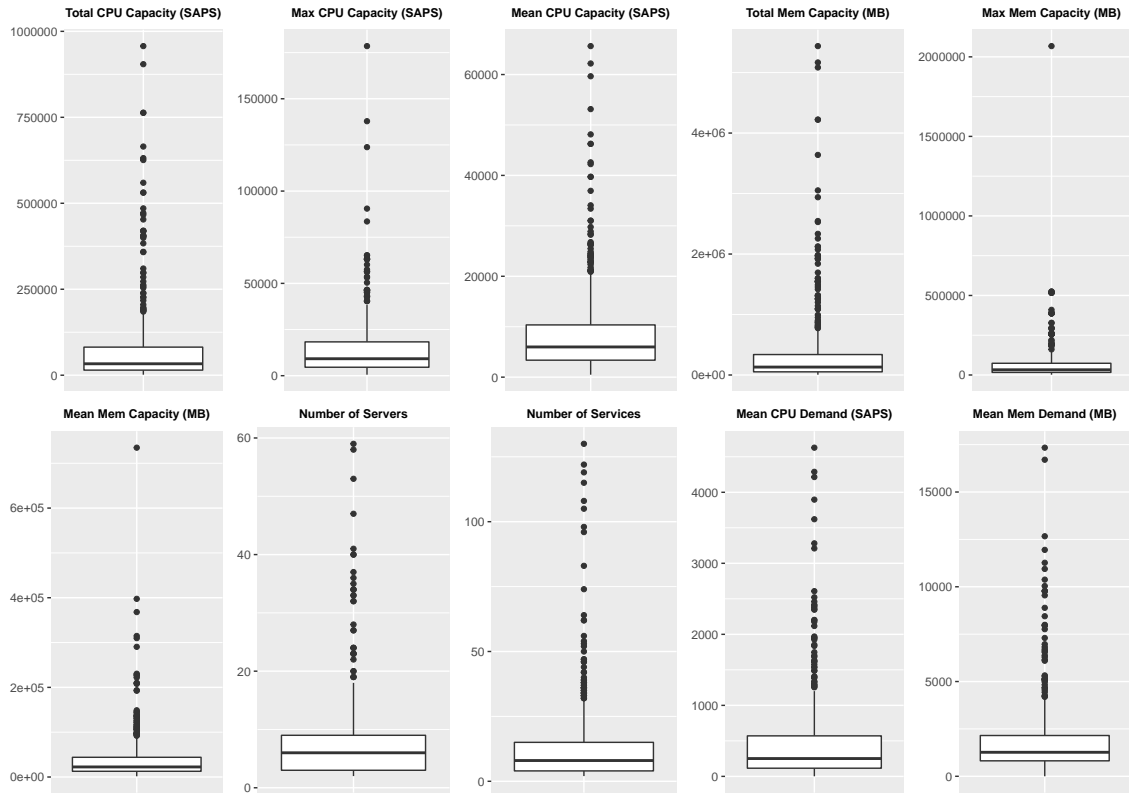 Total CPU Capacity (SAPS)
1000000
750000
500000
250000
0
Max CPU Capacity (SAPS)
150000
100000
50000
0
Mean CPU Capacity (SAPS)
60000
40000
20000
0
Total Mem Capacity (MB)
4e+06
2e+06
0e+00
Max Mem Capacity (MB)
2000000
1500000
1000000
500000
0
Mean Mem Capacity (MB)
6e+05
4e+05
2e+05
0e+00
Number of Servers
60
40
20
0
Number of Services
100
50
0
Mean CPU Demand (SAPS)
4000
3000
2000
1000
0
Mean Mem Demand (MB)
15000
10000
5000
0